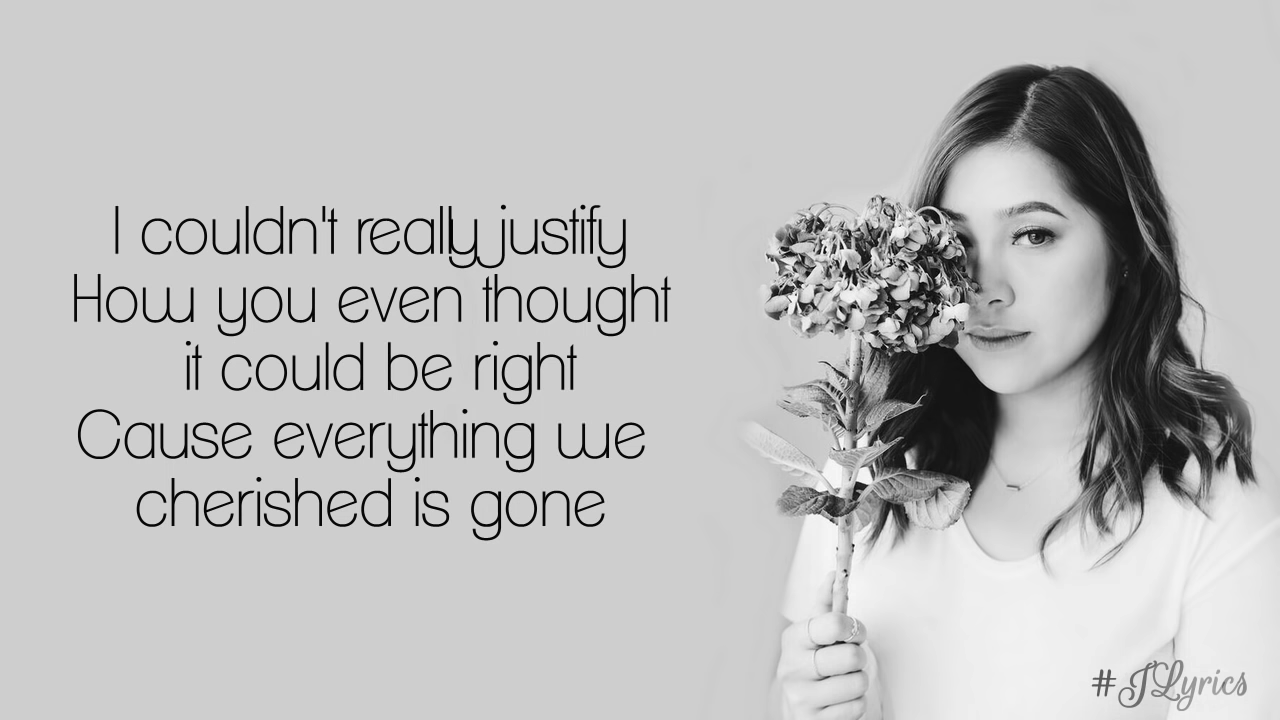 I couldn't really justify
How you even thought
it could be right
Cause everything we
cherished is gone
# JLyrics